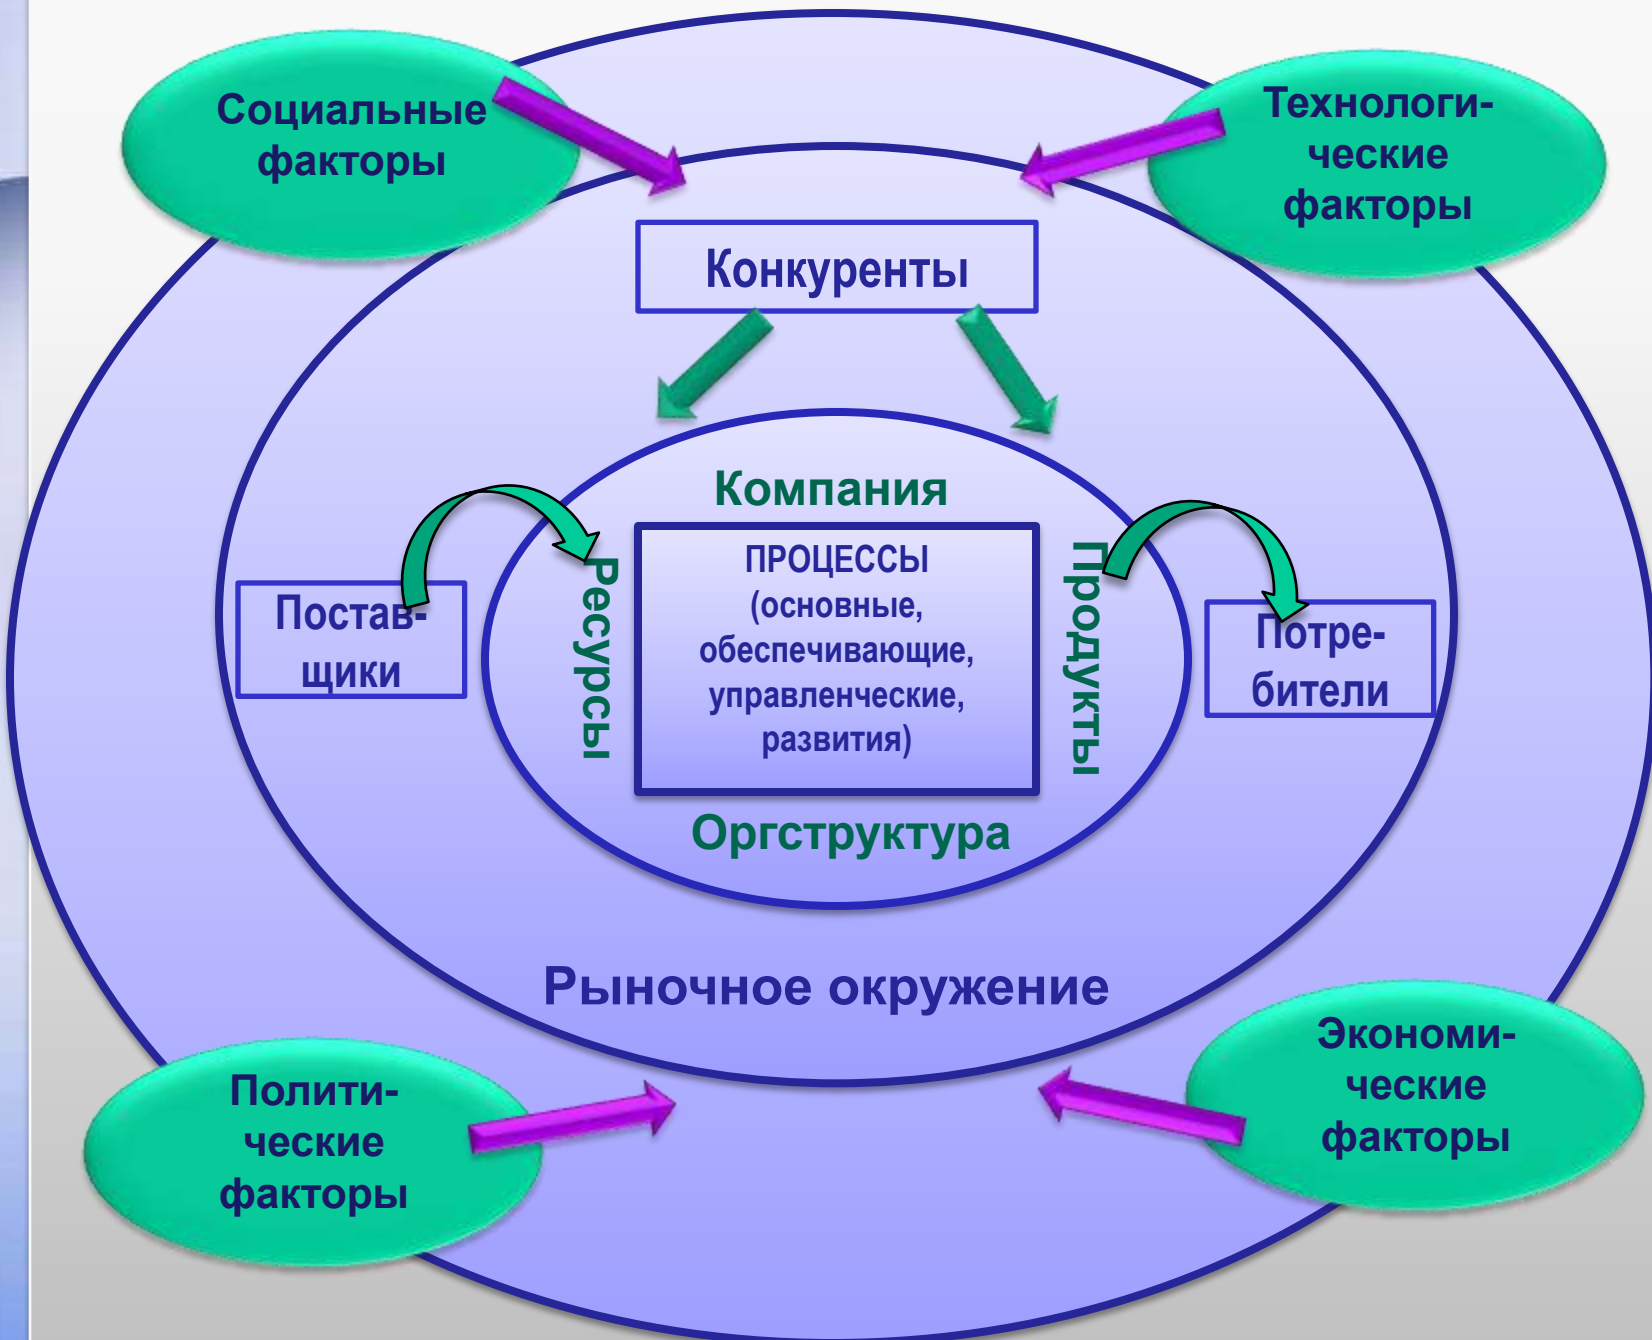 Социальные
факторы
Технологи-
ческие
факторы
Конкуренты
Компания
ПРОЦЕССЫ
(основные,
обеспечивающие,
управленческие,
развития)
Ресурсы
Продукты
Постав-
щики
Потре-
бители
Оргструктура
Рыночное окружение
Полити-
ческие
факторы
Экономи-
ческие
факторы